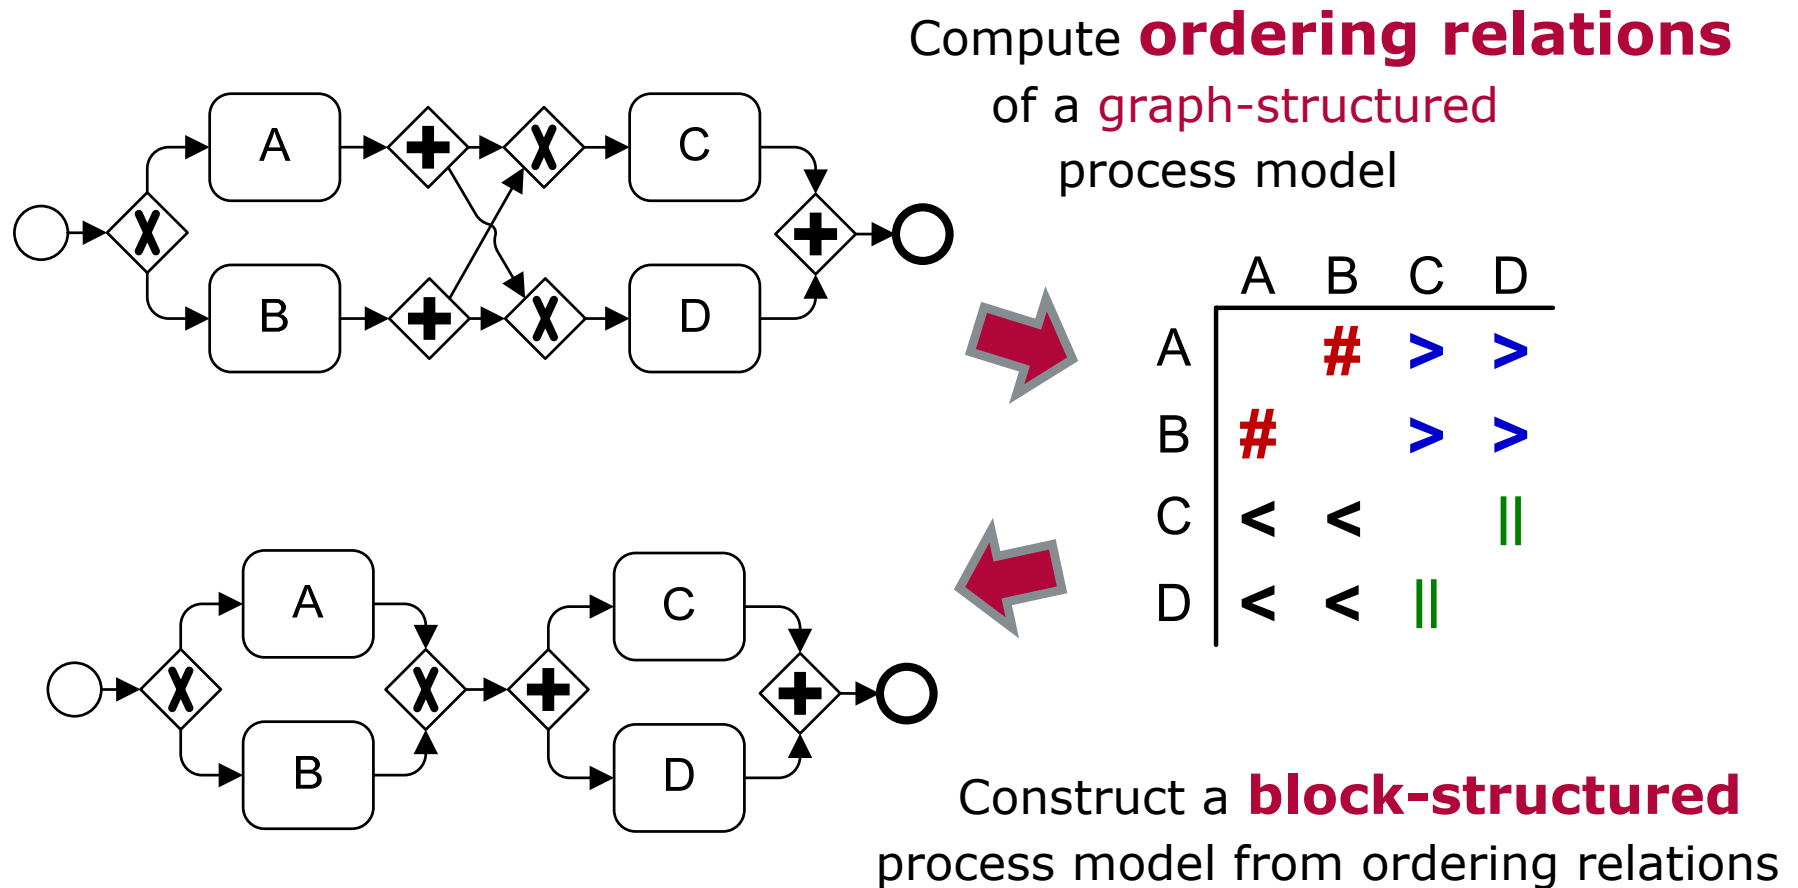 Compute ordering relations
of a graph-structured
process model
A
C
B
D
A B C D
A # > >
B # > >
C < < ||
D < < ||
A
C
B
D
Construct a block-structured
process model from ordering relations